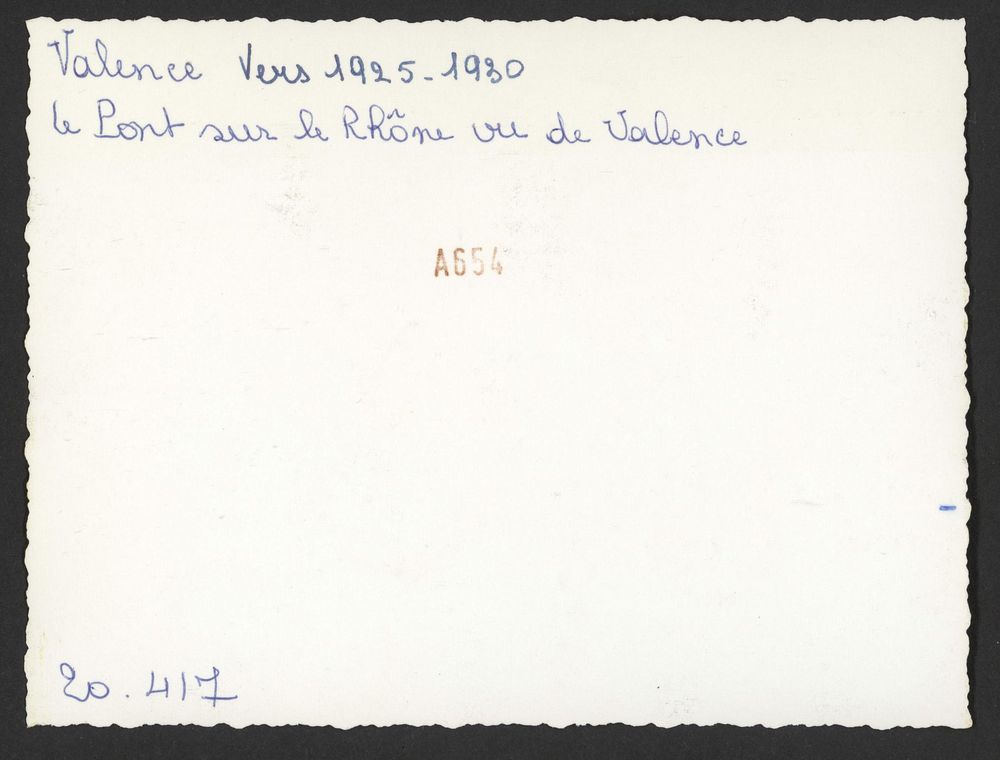 Valence Vers 1925-1930
le Pont sur le Rhône vu de Valence
A654
20.417